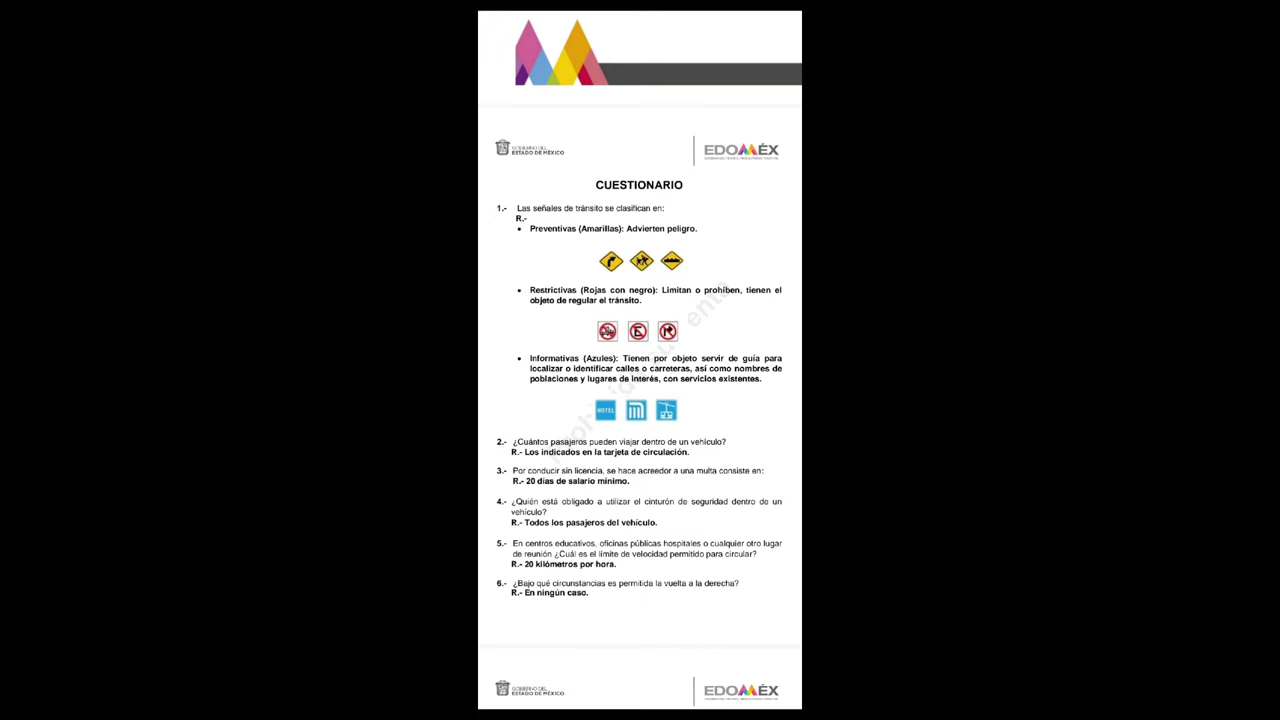 GOBIERNO DEL
ESTADO DE MÉXICO
EDOMÉX
CUESTIONARIO
1.- Las señales de tránsito se clasifican en:
R.-
• Preventivas (Amarillas): Advierten peligro.
• Restrictivas (Rojas con negro): Limitan o prohíben, tienen el
objeto de regular el tránsito.
• Informativas (Azules): Tienen por objeto servir de guía para
localizar o identificar calles o carreteras, así como nombres de
poblaciones y lugares de interés, con servicios existentes.
HOTEL
2.- ¿Cuántos pasajeros pueden viajar dentro de un vehículo?
R.- Los indicados en la tarjeta de circulación.
3.- Por conducir sin licencia, se hace acreedor a una multa consiste en:
R.- 20 días de salario mínimo.
4.- ¿Quién está obligado a utilizar el cinturón de seguridad dentro de un
vehículo?
R.- Todos los pasajeros del vehículo.
5.- En centros educativos, oficinas públicas hospitales o cualquier otro lugar
de reunión ¿Cuál es el límite de velocidad permitido para circular?
R.- 20 kilómetros por hora.
6.- ¿Bajo qué circunstancias es permitida la vuelta a la derecha?
R.- En ningún caso.
GOBIERNO DEL
ESTADO DE MÉXICO
EDOMÉX